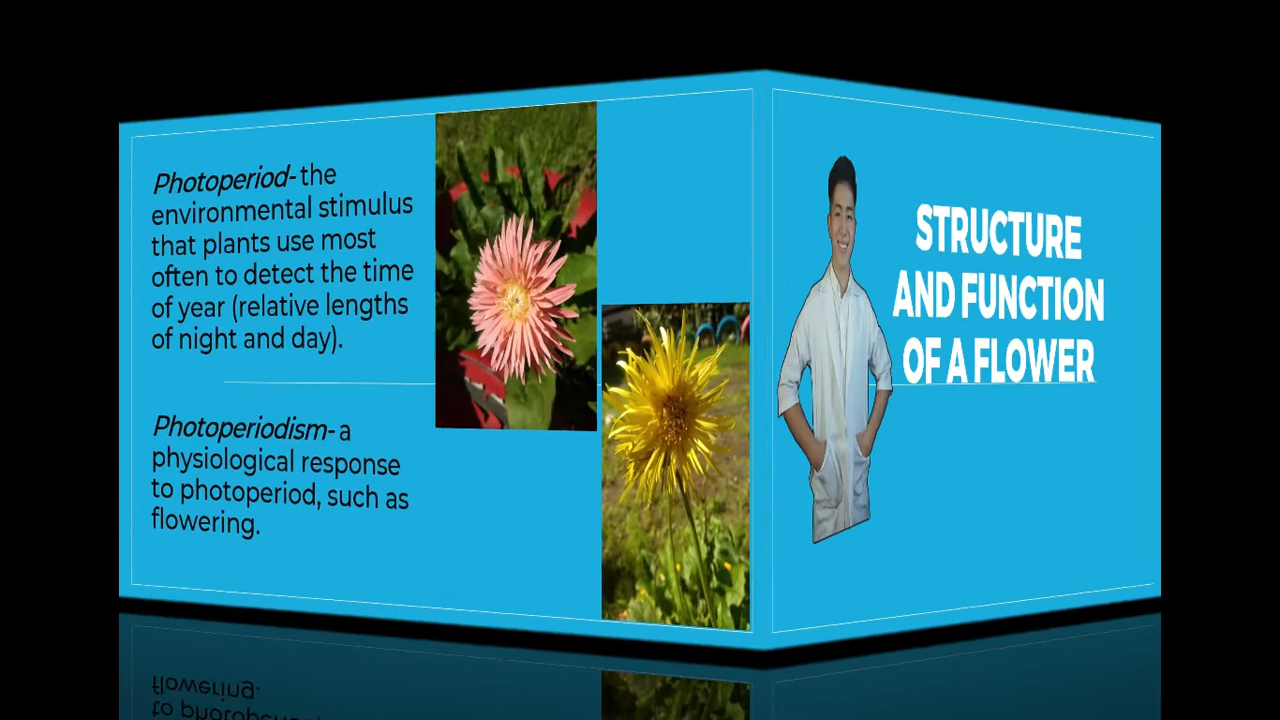 Photoperiod- the
environmental stimulus
that plants use most
often to detect the time
of year (relative lengths
of night and day).
Photoperiodism- a
physiological response
to photoperiod, such as
flowering.
STRUCTURE
AND FUNCTION
OF A FLOWER
flowering.